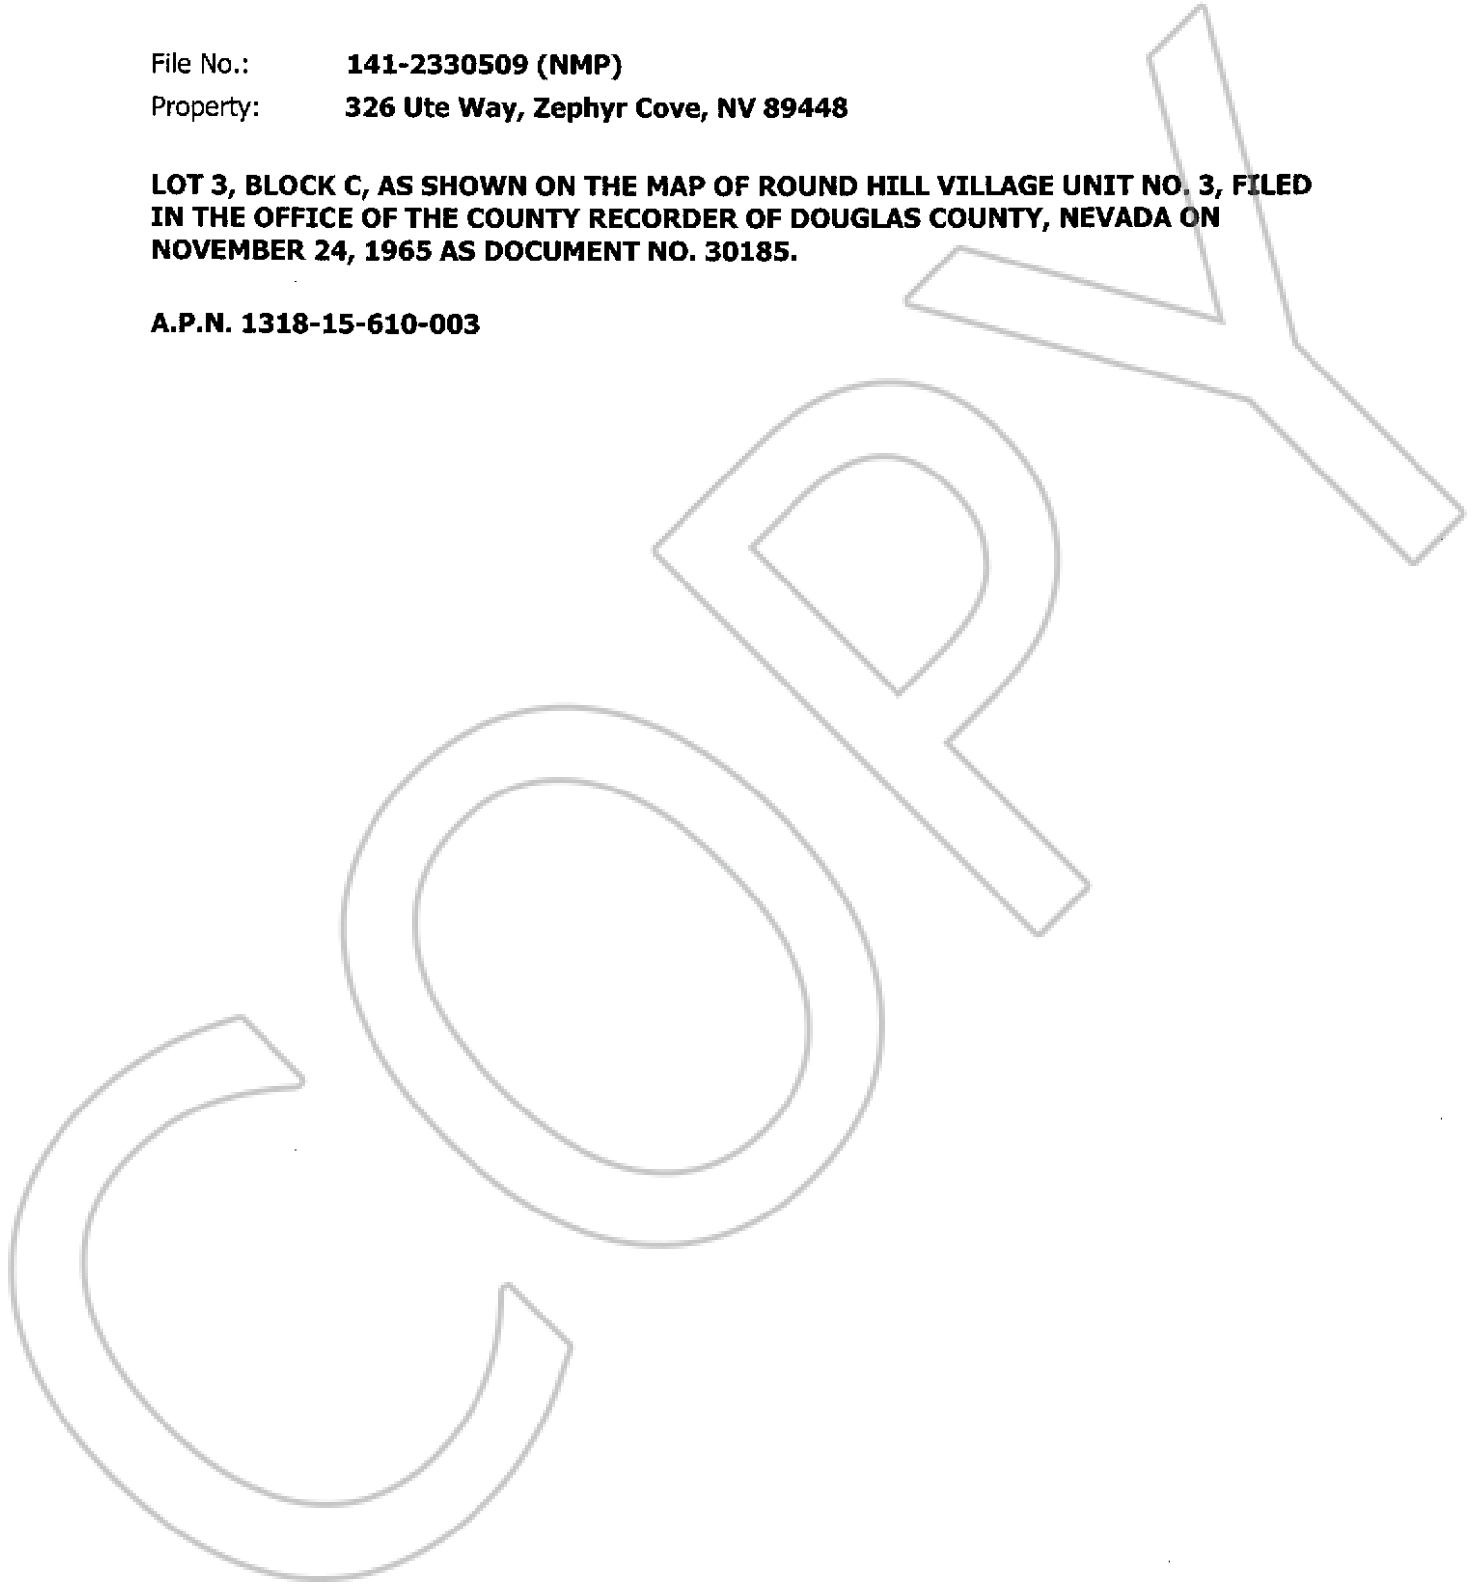 File No.: 141-2330509 (NMP)
Property: 326 Ute Way, Zephyr Cove, NV 89448
LOT 3, BLOCK C, AS SHOWN ON THE MAP OF ROUND HILL VILLAGE UNIT NO. 3, FILED
IN THE OFFICE OF THE COUNTY RECORDER OF DOUGLAS COUNTY, NEVADA ON
NOVEMBER 24, 1965 AS DOCUMENT NO. 30185.
A.P.N. 1318-15-610-003
COPY